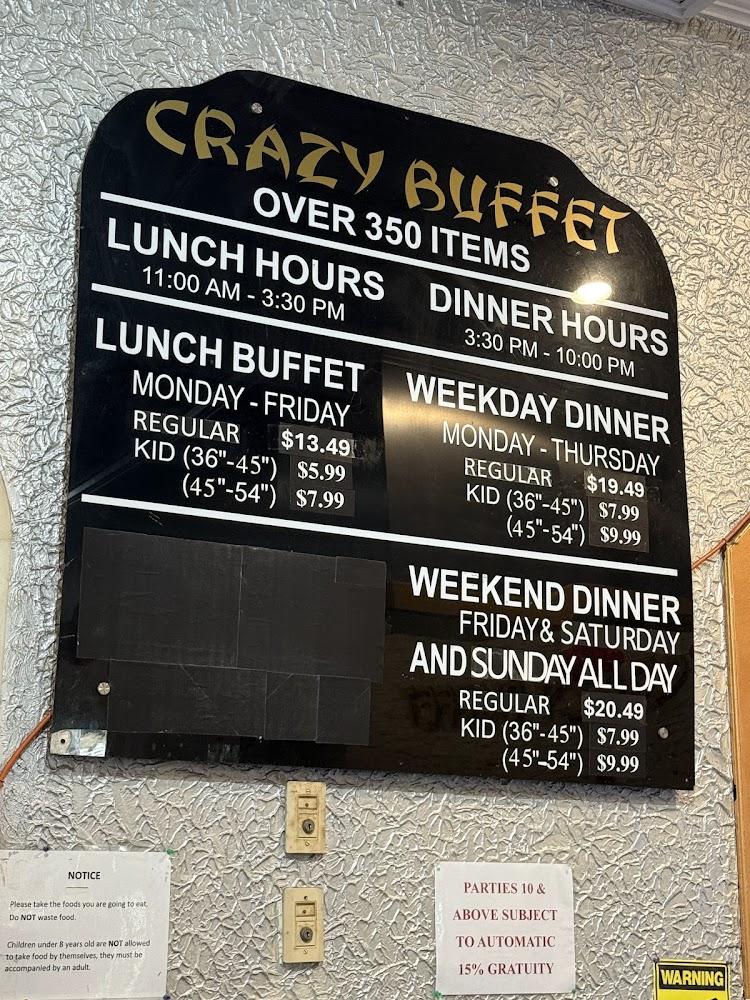 CRAZY BUFFET
OVER 350 ITEMS
LUNCH HOURS
11:00 AM - 3:30 PM
DINNER HOURS
3:30 PM - 10:00 PM
LUNCH BUFFET
MONDAY - FRIDAY
REGULAR $13.49
KID (36"-45") $5.99
(45"-54") $7.99
WEEKDAY DINNER
MONDAY - THURSDAY
REGULAR $19.49
KID (36"-45") $7.99
(45"-54") $9.99
WEEKEND DINNER
FRIDAY & SATURDAY
AND SUNDAY ALL DAY
REGULAR $20.49
KID (36"-45") $7.99
(45"-54") $9.99
NOTICE
Please take the foods you are going to eat.
Do NOT waste food.
Children under 8 years old are NOT allowed
to take food by themselves, they must be
accompanied by an adult.
PARTIES 10 &
ABOVE SUBJECT
TO AUTOMATIC
15% GRATUITY
WARNING